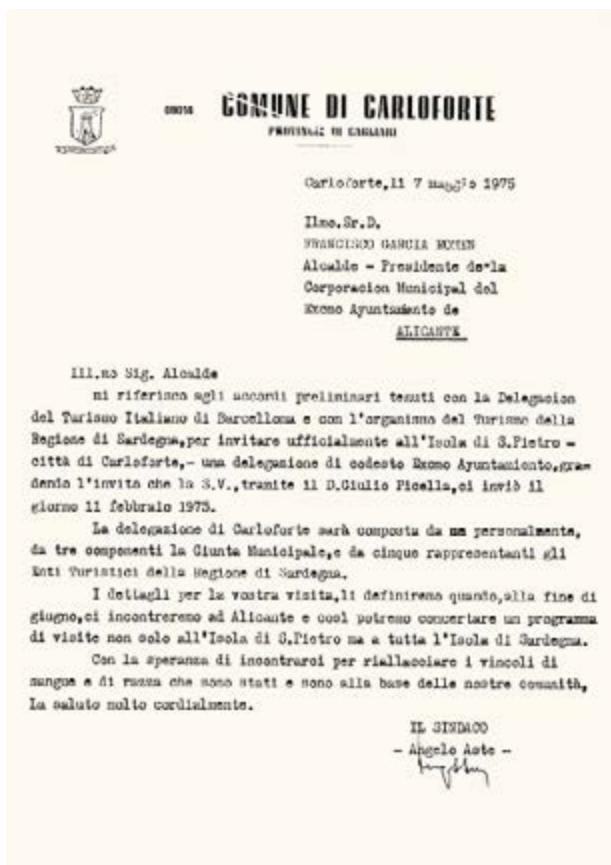 09014 COMUNE DI CARLOFORTE
PROVINCIA DI CAGLIARI
Carloforte,li 7 maggio 1975
Ilmo.Sr.D.
FRANCISCO GARCIA ROMEU
Alcalde - Presidente de la
Corporacion Municipal del
Excmo Ayuntamiento de
ALICANTE
Ill.mo Sig. Alcalde
mi riferisco agli accordi preliminari tenuti con la Delegacion
del Turismo Italiano di Barcellona e con l'organismo del Turismo della
Regione di Sardegna,per invitare ufficialmente all'Isola di S.Pietro -
città di Carloforte,- una delegazione di codesto Excmo Ayuntamiento,gra
dendo l'invito che la S.V.,tramite il D.Giulio Picella,ci inviò il
giorno 11 febbraio 1975.
La delegazione di Carloforte sarà composta da me personalmente,
da tre componenti la Giunta Municipale,e da cinque rappresentanti gli
Enti Turistici della Regione di Sardegna.
I dettagli per la vostra visita,li definiremo quando,alla fine di
giugno,ci incontreremo ad Alicante e così potremo concertare un programma
di visite non solo all'Isola di S.Pietro ma a tutta l'Isola di Sardegna.
Con la speranza di incontrarci per riallacciare i vincoli di
sangue e di razza che sono stati e sono alla base delle nostre comunità,
La saluto molto cordialmente.
IL SINDACO
- Angelo Aste -